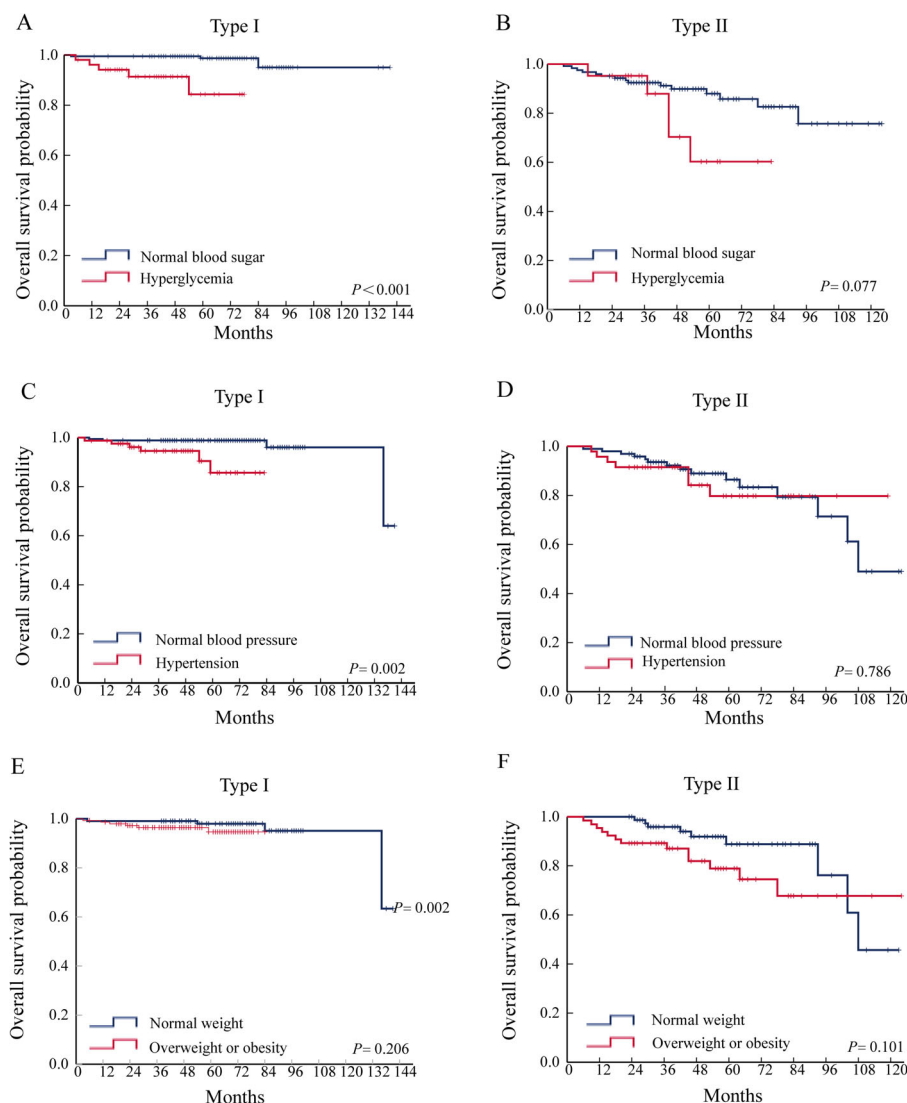 A
Type I
Overall survival probability
1.0
0.8
0.6
0.4
0.2
0.0
Normal blood sugar
Hyperglycemia
P < 0.001
0 12 24 36 48 60 72 84 96 108 120 132 144
Months
B
Type II
Overall survival probability
1.0
0.8
0.6
0.4
0.2
0.0
Normal blood sugar
Hyperglycemia
P = 0.077
0 12 24 36 48 60 72 84 96 108 120
Months
C
Type I
Overall survival probability
1.0
0.8
0.6
0.4
0.2
0.0
Normal blood pressure
Hypertension
P = 0.002
0 12 24 36 48 60 72 84 96 108 120 132 144
Months
D
Type II
Overall survival probability
1.0
0.8
0.6
0.4
0.2
0.0
Normal blood pressure
Hypertension
P = 0.786
0 12 24 36 48 60 72 84 96 108 120
Months
E
Type I
Overall survival probability
1.0
0.8
0.6
0.4
0.2
0.0
P = 0.002
Normal weight
Overweight or obesity
P = 0.206
0 12 24 36 48 60 72 84 96 108 120 132 144
Months
F
Type II
Overall survival probability
1.0
0.8
0.6
0.4
0.2
0.0
Normal weight
Overweight or obesity
P = 0.101
0 12 24 36 48 60 72 84 96 108 120
Months